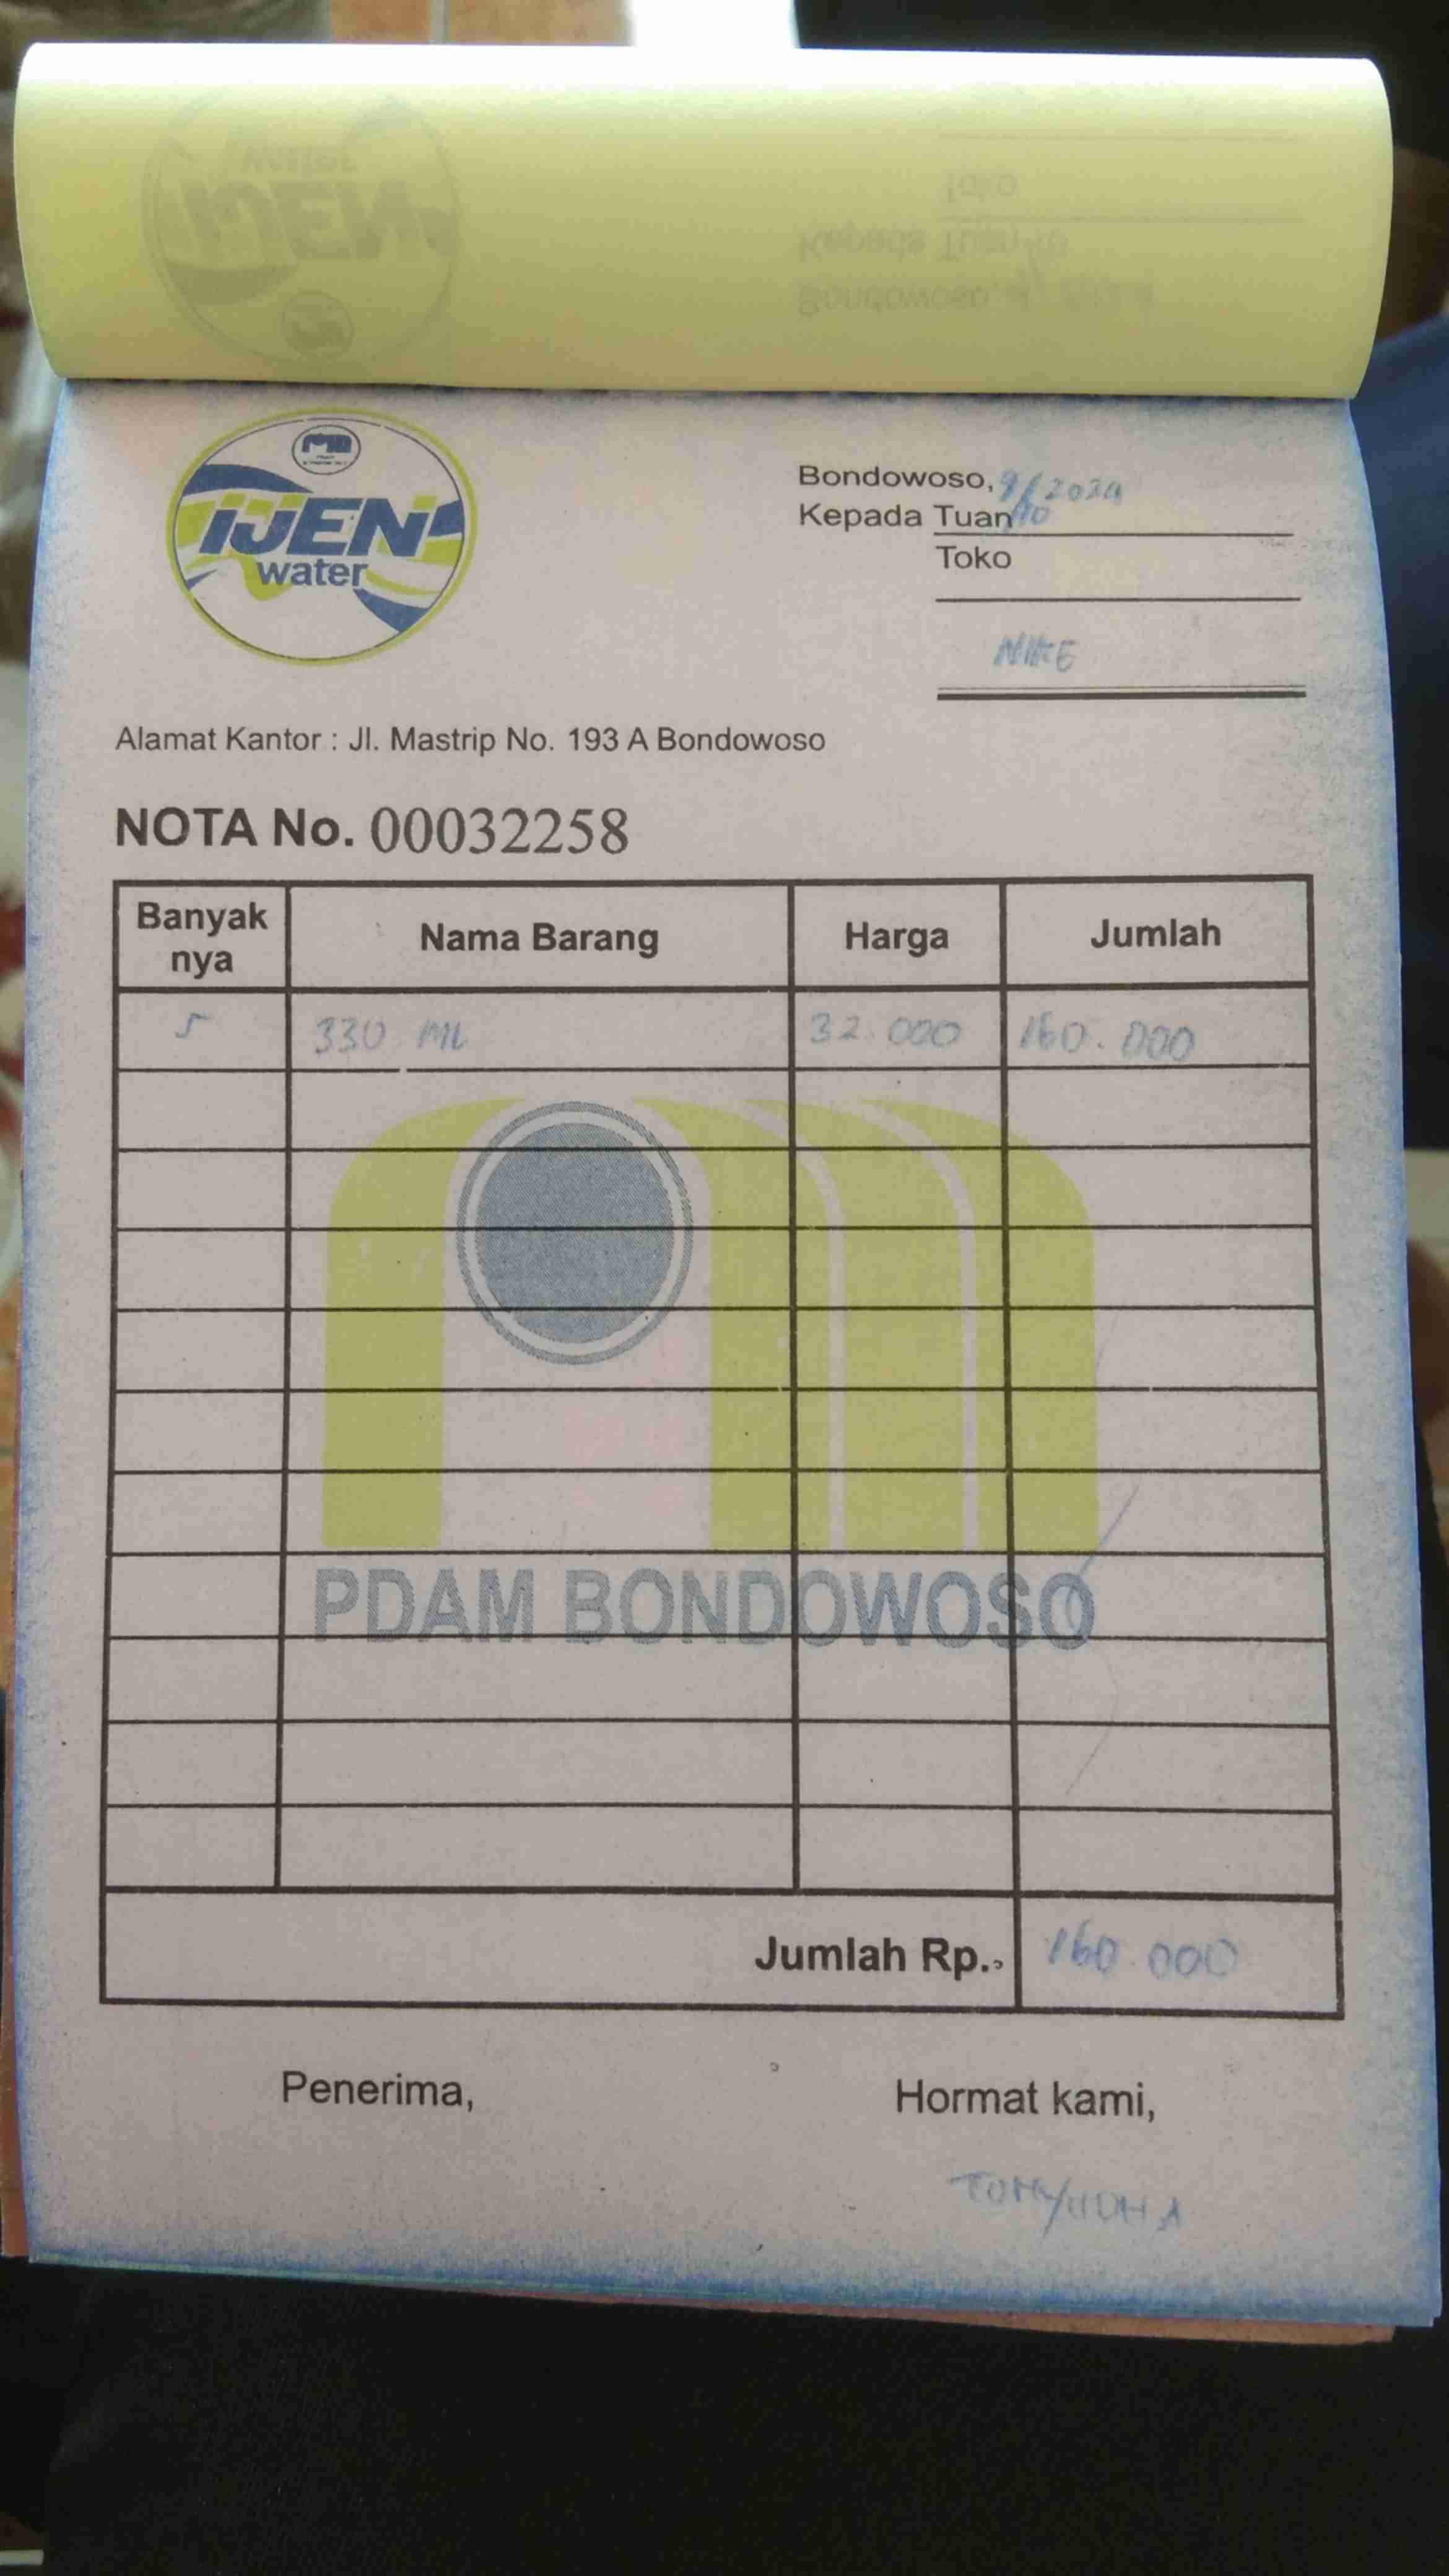 IJEN
water
Bondowoso, 9/10 2024
Kepada Tuan
Toko
NIKE
Alamat Kantor : Jl. Mastrip No. 193 A Bondowoso
NOTA No. 00032258
Banyak nya Nama Barang Harga Jumlah
5 330 ML 32.000 160.000
PDAM BONDOWOSO
Jumlah Rp., 160.000
Penerima, Hormat kami,